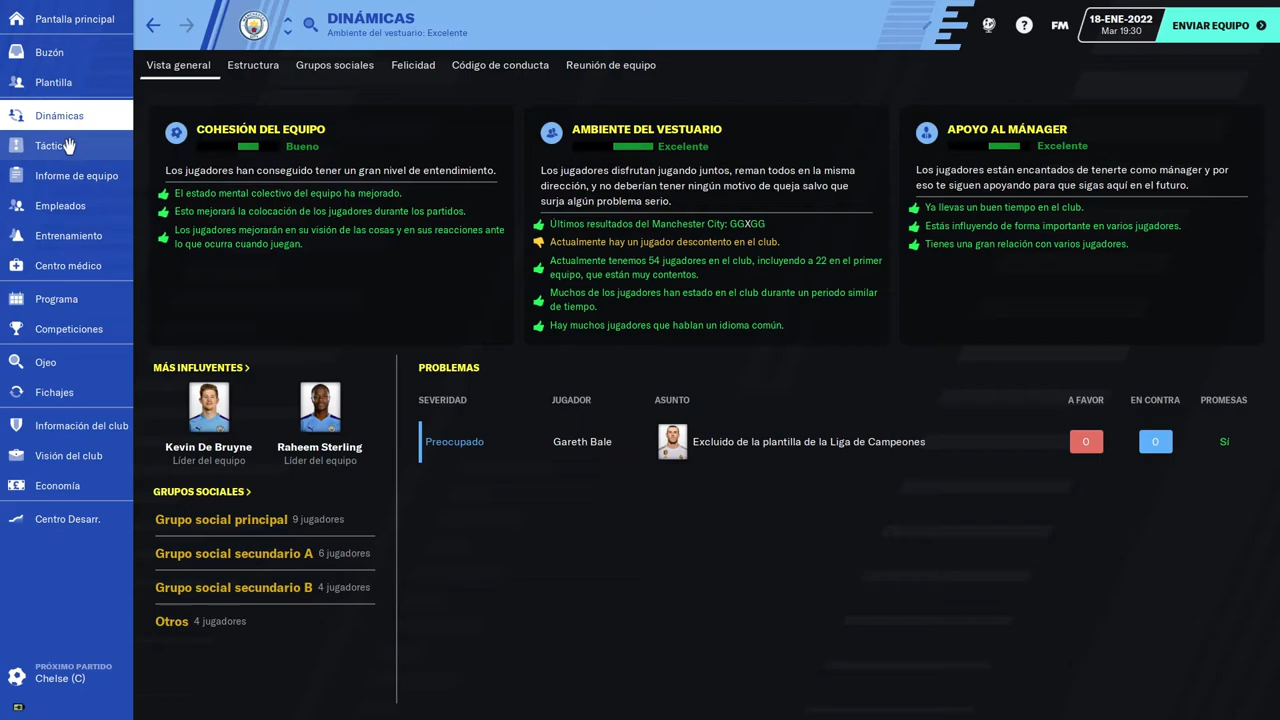 Pantalla principal
Buzón
Plantilla
Dinámicas
Informe de equipo
Empleados
Entrenamiento
Centro médico
Programa
Competiciones
Ojeo
Fichajes
Información del club
Visión del club
Economía
Centro Desarr.
PRÓXIMO PARTIDO
Chelse (C)
DINÁMICAS
Ambiente del vestuario: Excelente
FM
18-ENE-2022
Mar 19:30
ENVIAR EQUIPO
Vista general Estructura Grupos sociales Felicidad Código de conducta Reunión de equipo
COHESIÓN DEL EQUIPO
Bueno
Los jugadores han conseguido tener un gran nivel de entendimiento.
El estado mental colectivo del equipo ha mejorado.
Esto mejorará la colocación de los jugadores durante los partidos.
Los jugadores mejorarán en su visión de las cosas y en sus reacciones ante
lo que ocurra cuando juegan.
AMBIENTE DEL VESTUARIO
Excelente
Los jugadores disfrutan jugando juntos, reman todos en la misma
dirección, y no deberían tener ningún motivo de queja salvo que
surja algún problema serio.
Últimos resultados del Manchester City: GGXGG
Actualmente hay un jugador descontento en el club.
Actualmente tenemos 54 jugadores en el club, incluyendo a 22 en el primer
equipo, que están muy contentos.
Muchos de los jugadores han estado en el club durante un periodo similar
de tiempo.
Hay muchos jugadores que hablan un idioma común.
APOYO AL MÁNAGER
Excelente
Los jugadores están encantados de tenerte como mánager y por
eso te siguen apoyando para que sigas aquí en el futuro.
Ya llevas un buen tiempo en el club.
Estás influyendo de forma importante en varios jugadores.
Tienes una gran relación con varios jugadores.
MÁS INFLUYENTES >
Kevin De Bruyne
Líder del equipo
Raheem Sterling
Líder del equipo
GRUPOS SOCIALES >
Grupo social principal 9 jugadores
Grupo social secundario A 6 jugadores
Grupo social secundario B 4 jugadores
Otros 4 jugadores
PROBLEMAS
SEVERIDAD JUGADOR ASUNTO A FAVOR EN CONTRA PROMESAS
Preocupado Gareth Bale Excluido de la plantilla de la Liga de Campeones 0 0 Sí